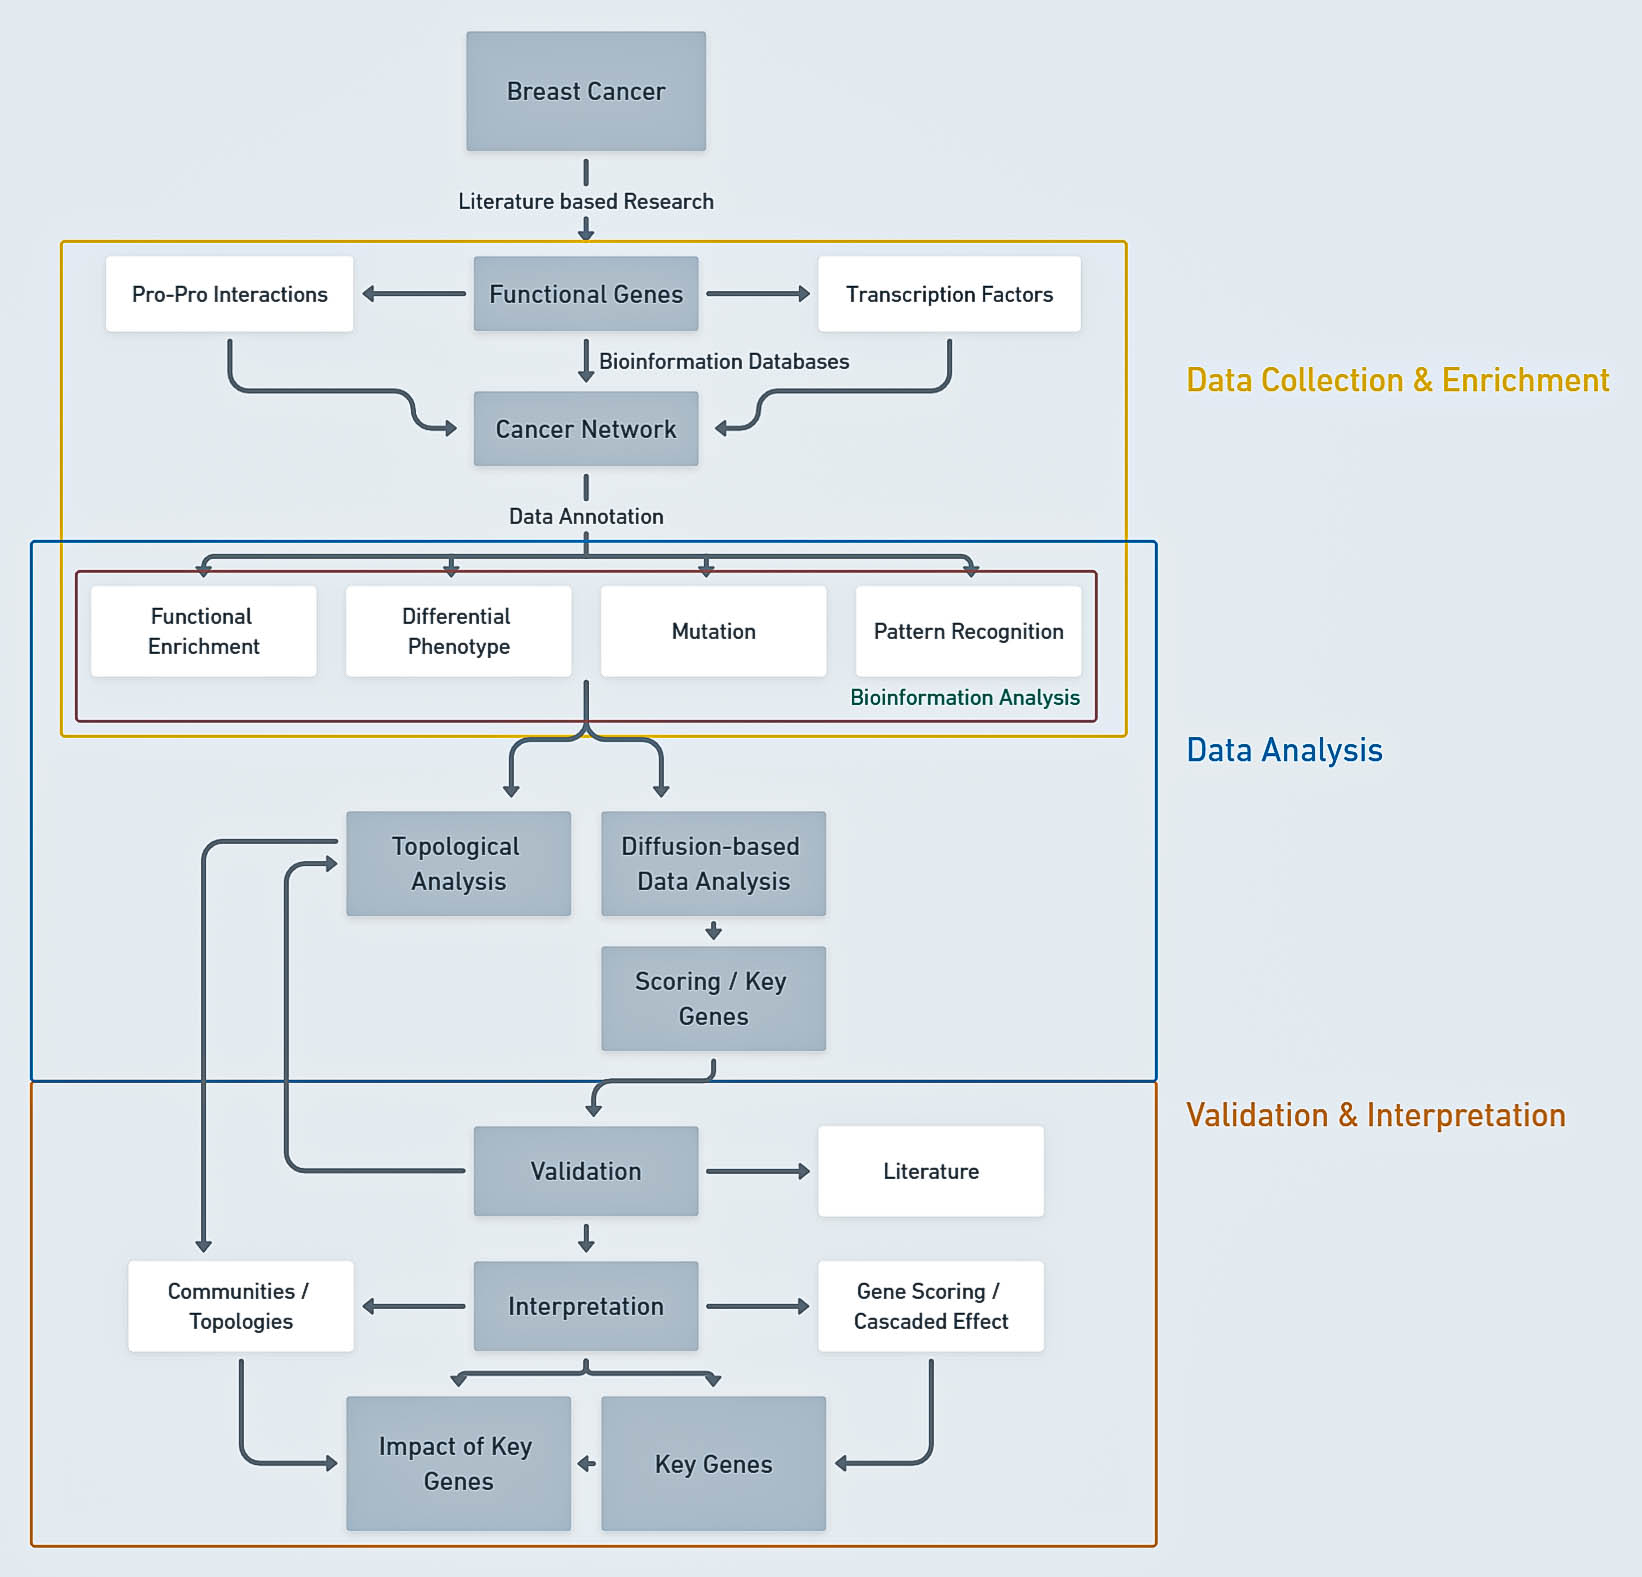 Breast Cancer
Literature based Research
Pro-Pro Interactions
Functional Genes
Transcription Factors
Bioinformation Databases
Data Collection & Enrichment
Cancer Network
Data Annotation
Functional
Enrichment
Differential
Phenotype
Mutation
Pattern Recognition
Bioinformation Analysis
Data Analysis
Topological
Analysis
Diffusion-based
Data Analysis
Scoring / Key
Genes
Validation & Interpretation
Validation
Literature
Communities /
Topologies
Interpretation
Gene Scoring /
Cascaded Effect
Impact of Key
Genes
Key Genes